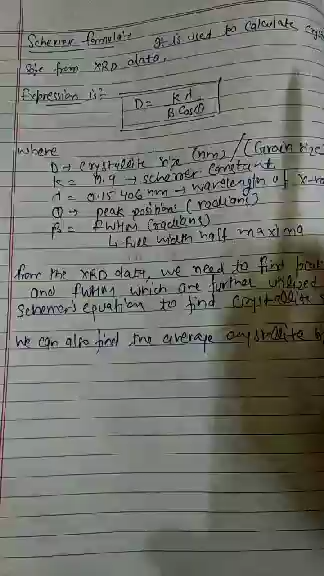 Scherrer formula:- It is used to calculate
size from XRD data.
Expression is:-
D = kλ / β Cosθ
where
D → crystallite size (nm) / (Grain size
K = 0.9 → Scherrer Constant
λ = 0.15406 nm → wavelength of X-ra
θ → peak position (radians)
β = FWHM (radians)
↳ Full width half maxima
from the XRD data, we need to find
and FWHM which are further utilized
Scherrer's equation to find crystallite
we can also find the average crystallite